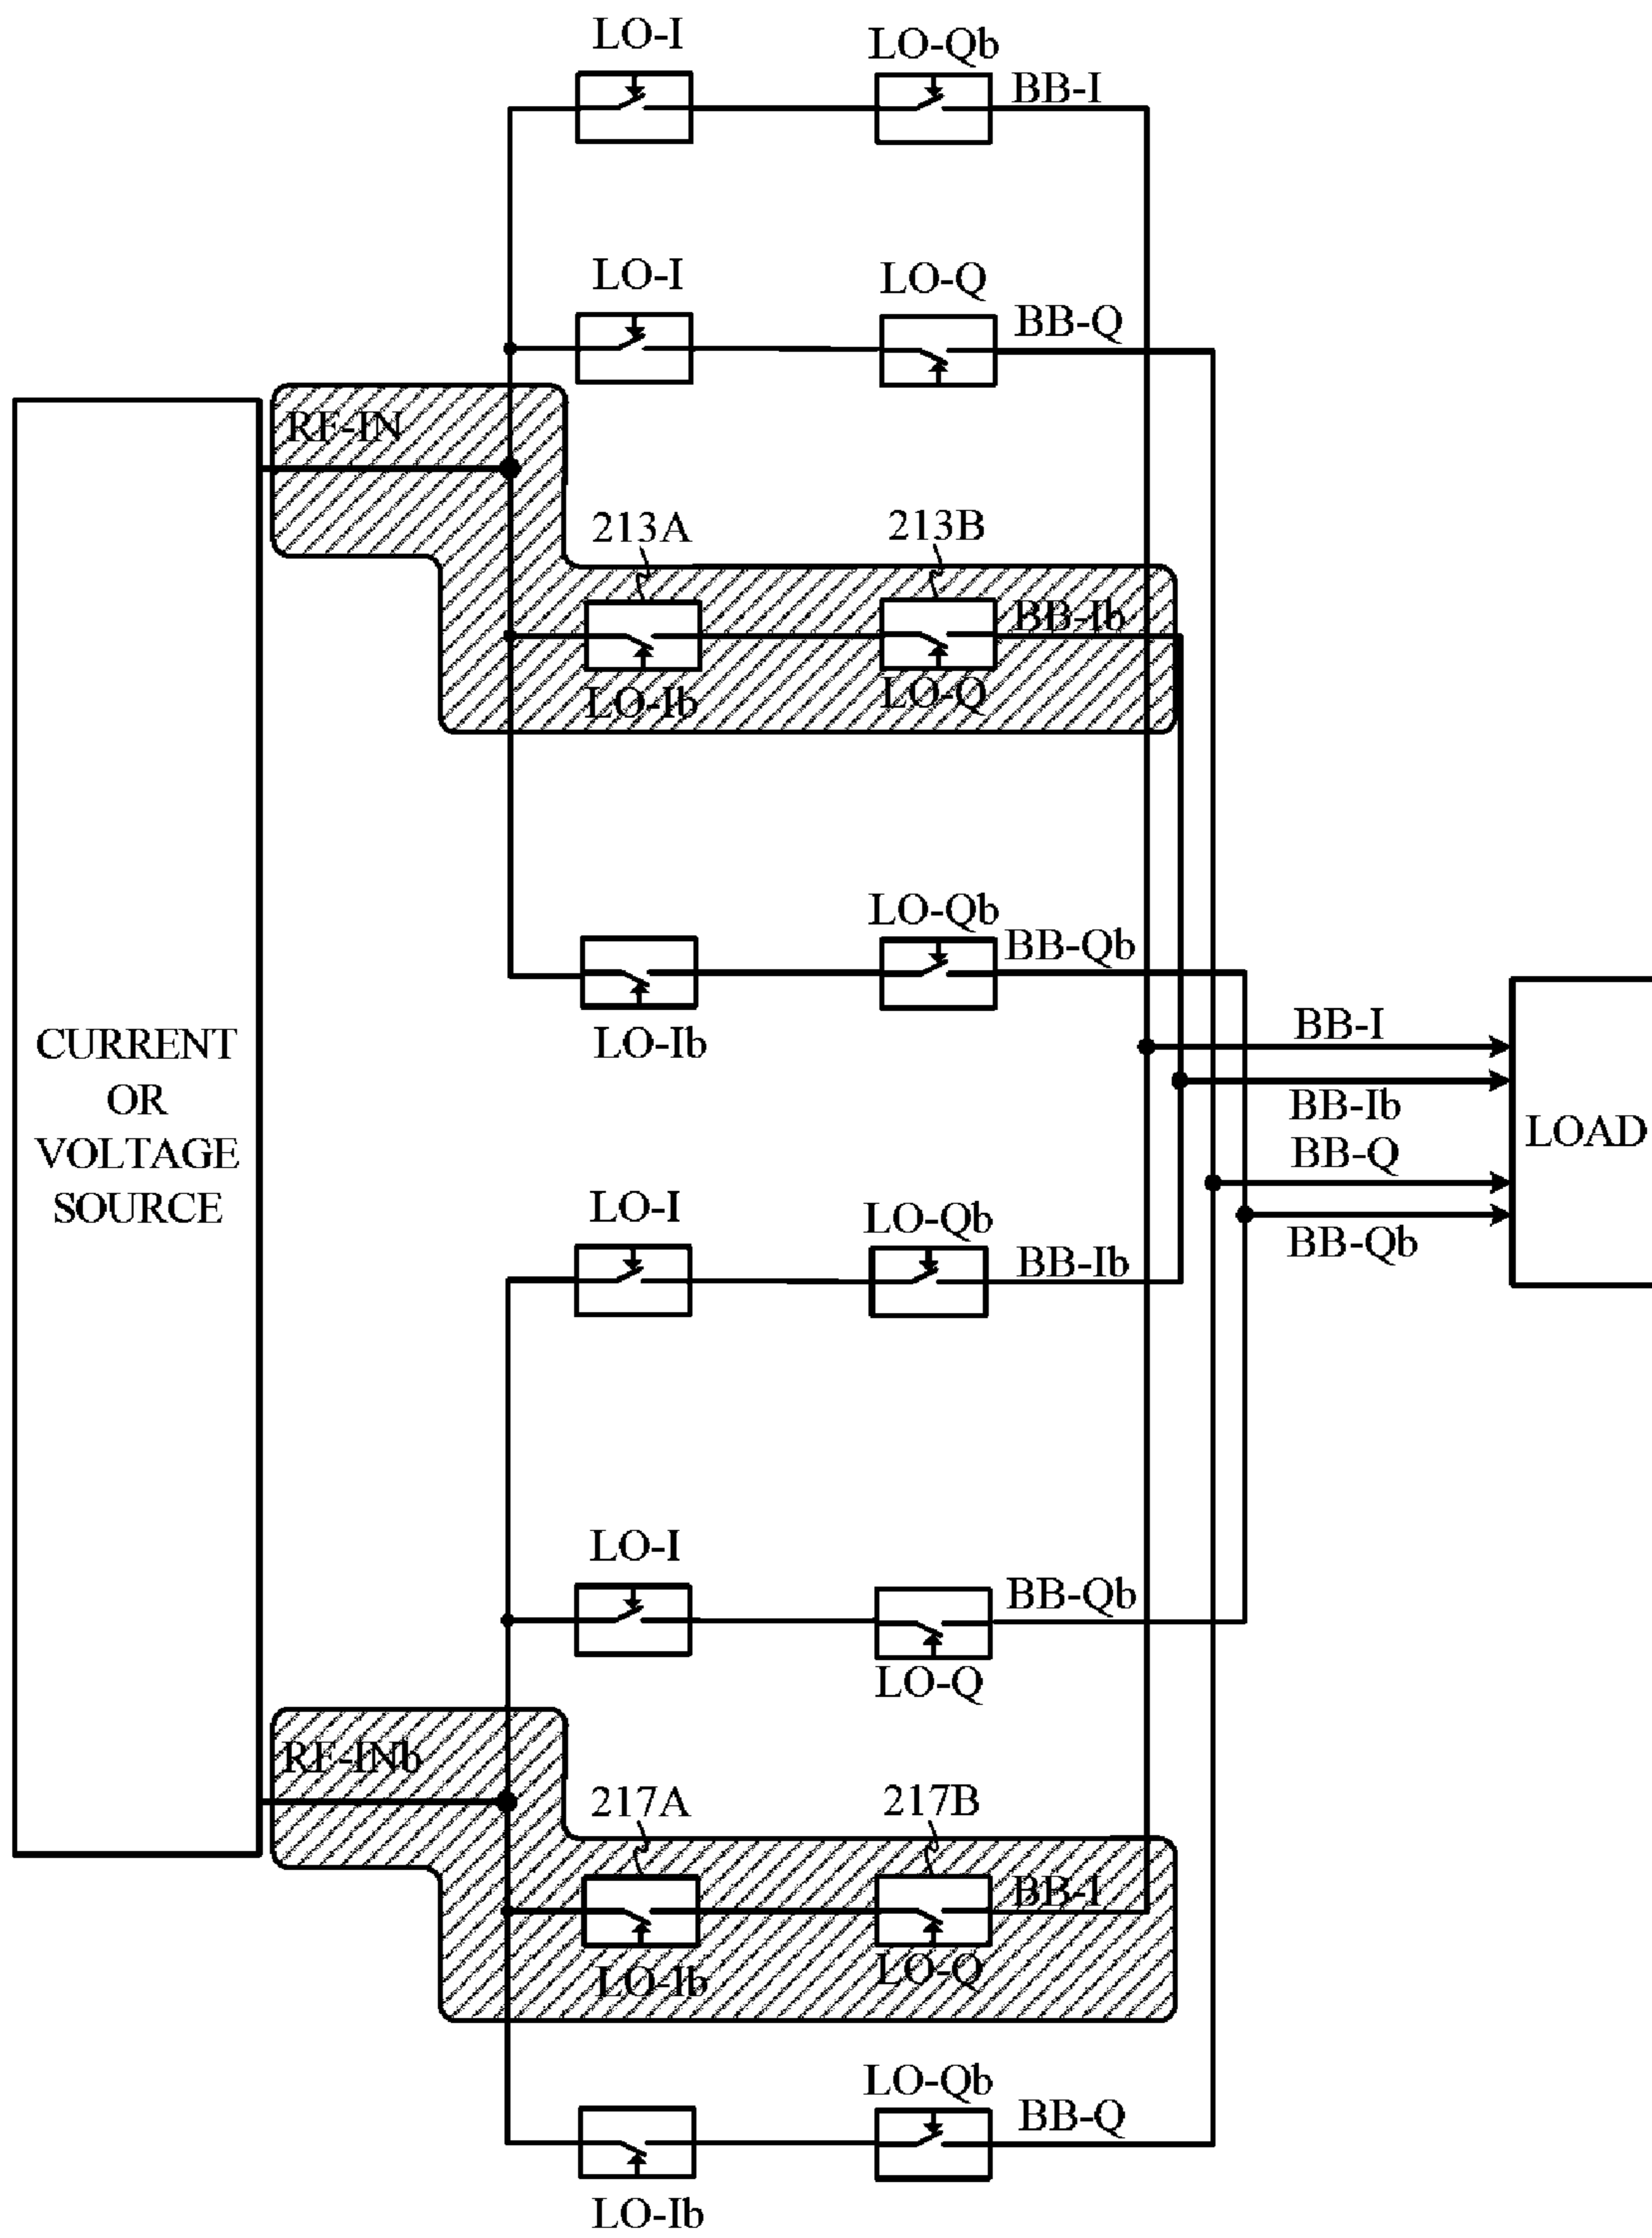 LO-I
LO-Qb
BB-I
LO-I
LO-Q
BB-Q
RF-IN
213A
213B
BB-Ib
LO-Ib
LO-Q
LO-Qb
BB-Qb
LO-Ib
CURRENT
OR
VOLTAGE
SOURCE
BB-I
BB-Ib
BB-Q
BB-Qb
LOAD
LO-I
LO-Qb
BB-Ib
LO-I
BB-Qb
LO-Q
RF-INb
217A
217B
BB-I
LO-Ib
LO-Q
LO-Qb
BB-Q
LO-Ib